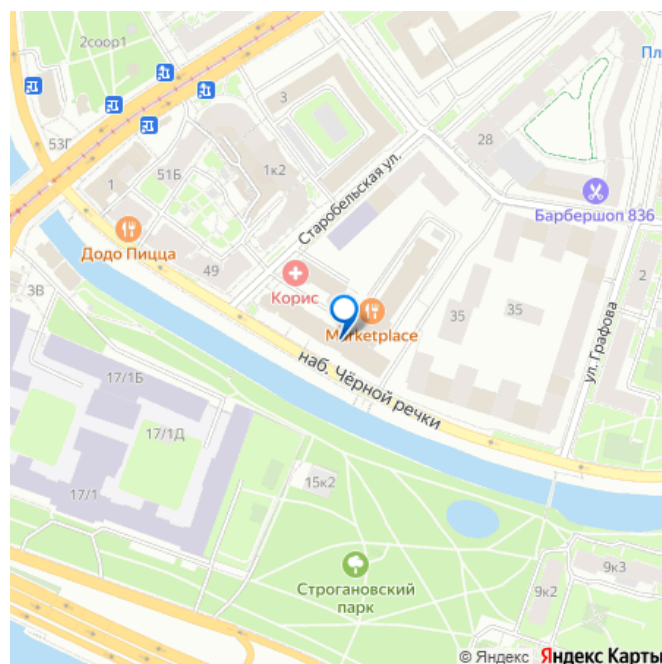 2соор1
Пл
3
53Г
28
51Б
1к2
Старобельская ул.
1
Барбершоп 836
Додо Пицца
49
2
Корис
3В
35
35
Marketplace
ул. Графова
наб. Чёрной речки
17/1Б
17/1Д
15к2
17/1
Строгановский
парк
9к3
9к2
© Яндекс Яндекс Карты